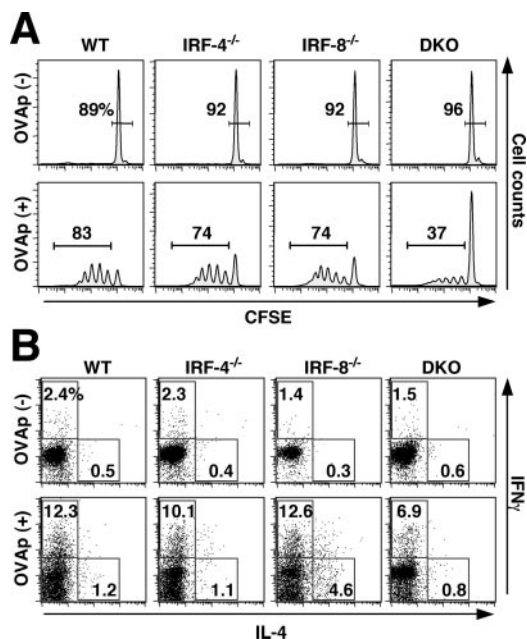 A
WT IRF-4-/- IRF-8-/- DKO
OVAp (-)
89% 92 92 96
OVAp (+)
83 74 74 37
Cell counts
CFSE
B
WT IRF-4-/- IRF-8-/- DKO
OVAp (-)
2.4% 2.3 1.4 1.5
0.5 0.4 0.3 0.6
OVAp (+)
12.3 10.1 12.6 6.9
1.2 1.1 4.6 0.8
IFNγ
IL-4